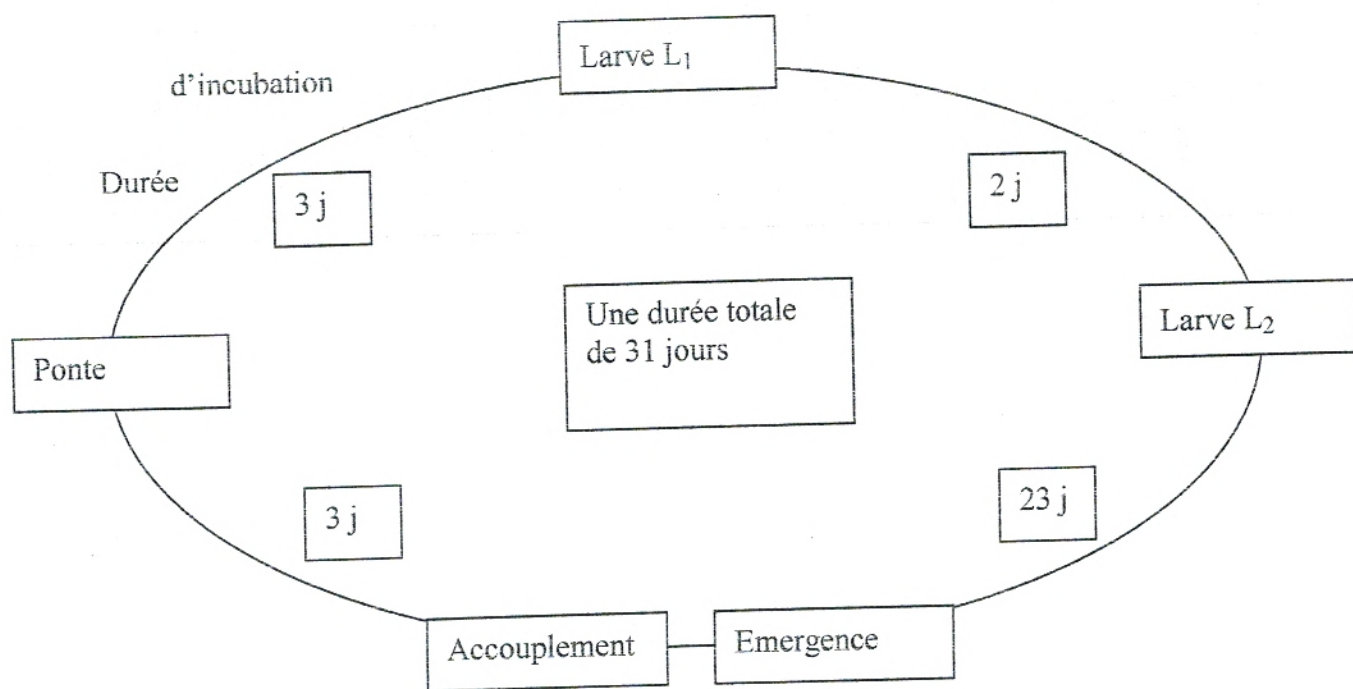 Larve L₁
d'incubation
Durée
3 j
2 j
Une durée totale
de 31 jours
Larve L₂
Ponte
3 j
23 j
Accouplement
Emergence